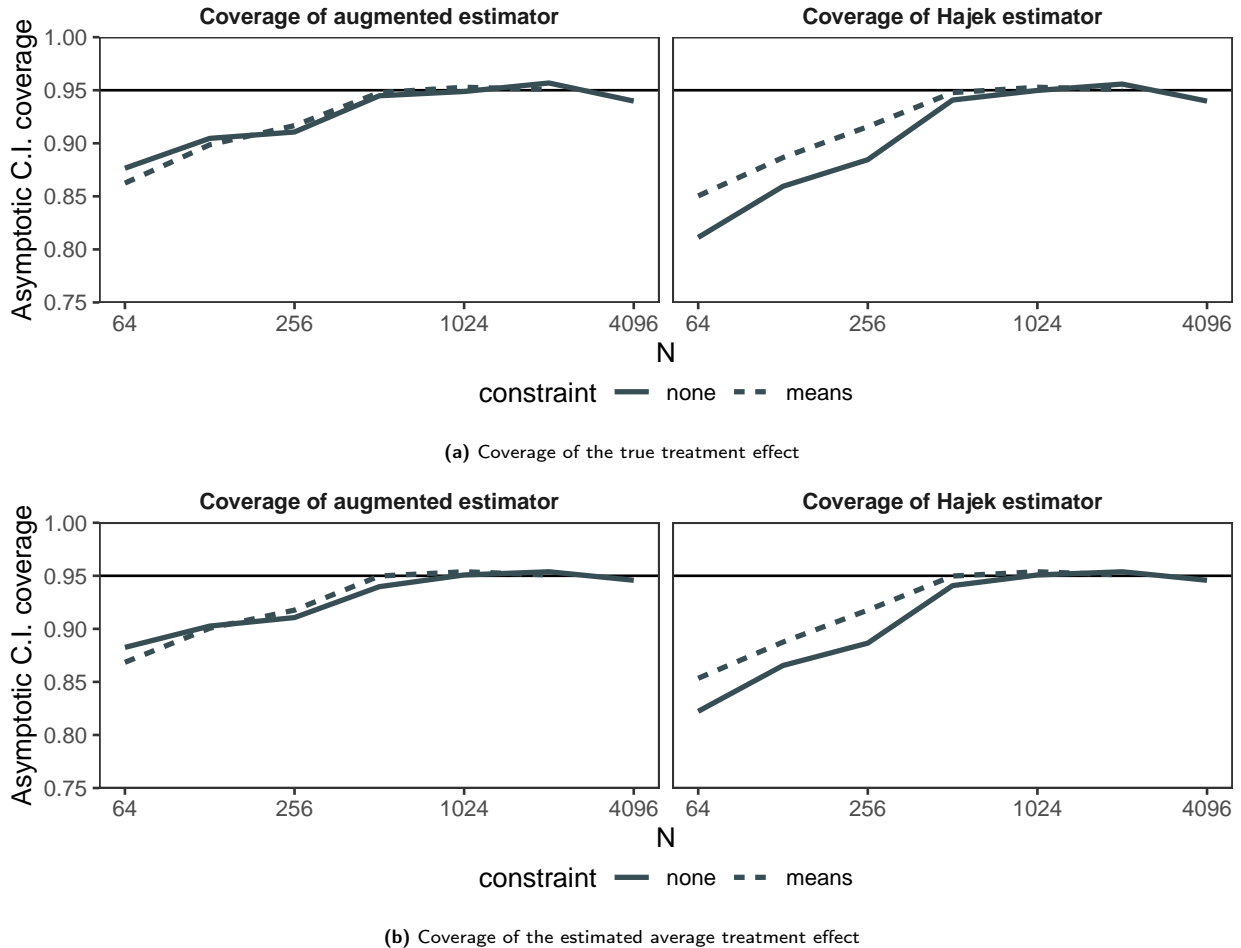 Coverage of augmented estimator
Coverage of Hajek estimator
Asymptotic C.I. coverage
1.00
0.95
0.90
0.85
0.80
0.75
64
256
1024
4096
64
256
1024
4096
N
constraint none means
(a) Coverage of the true treatment effect
Coverage of augmented estimator
Coverage of Hajek estimator
Asymptotic C.I. coverage
1.00
0.95
0.90
0.85
0.80
0.75
64
256
1024
4096
64
256
1024
4096
N
constraint none means
(b) Coverage of the estimated average treatment effect